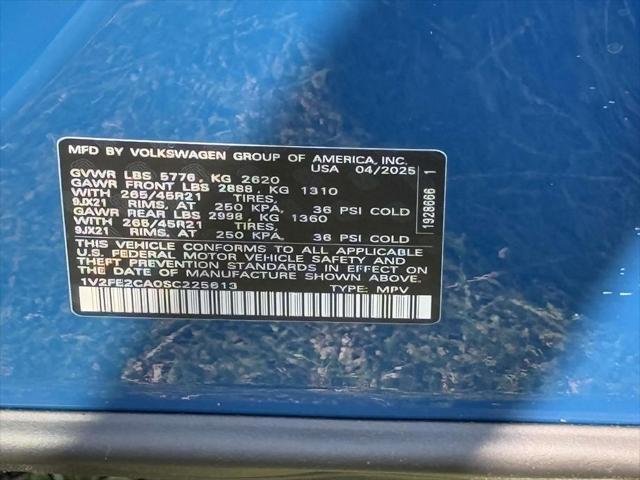 MFD BY VOLKSWAGEN GROUP OF AMERICA, INC.
USA 04/2025
GVWR LBS 5776, KG 2620
GAWR FRONT LBS 2888, KG 1310
WITH 265/45R21 TIRES,
9JX21 RIMS, AT 250 KPA, 36 PSI COLD
GAWR REAR LBS 2998, KG 1360
WITH 265/45R21 TIRES,
9JX21 RIMS, AT 250 KPA, 36 PSI COLD
THIS VEHICLE CONFORMS TO ALL APPLICABLE
U.S. FEDERAL MOTOR VEHICLE SAFETY AND
THEFT PREVENTION STANDARDS IN EFFECT ON
THE DATE OF MANUFACTURE SHOWN ABOVE.
1V2FE2CA0SC225613 TYPE: MPV
1928666 1